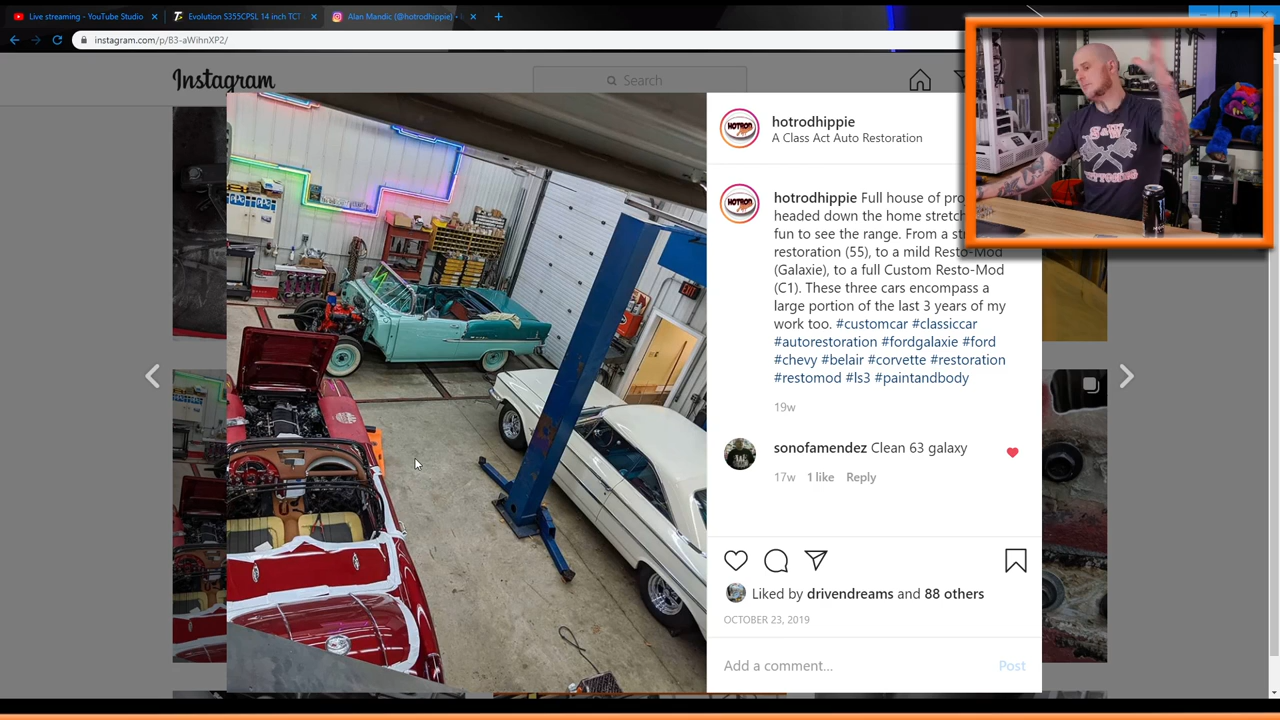 Live streaming - YouTube Studio
Evolution S355CPSL 14 inch TCT
Alan Mandic (@hotrodhippie) •
instagram.com/p/B3-aWihnXP2/
Instagram
Search
HOTROD
hotrodhippie
A Class Act Auto Restoration
HOTROD
hotrodhippie Full house of pro
headed down the home stretch
fun to see the range. From a st
restoration (55), to a mild Resto-Mod
(Galaxie), to a full Custom Resto-Mod
(C1). These three cars encompass a
large portion of the last 3 years of my
work too. #customcar #classiccar
#autorestoration #fordgalaxie #ford
#chevy #belair #corvette #restoration
#restomod #ls3 #paintandbody
19w
sonofamendez Clean 63 galaxy
17w 1 like Reply
Liked by drivendreams and 88 others
OCTOBER 23, 2019
Add a comment... Post
EXIT
S&W